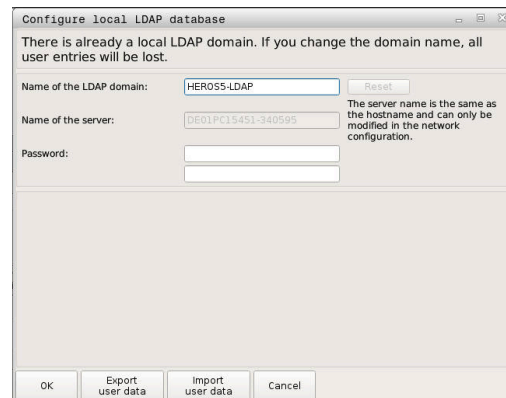 Configure local LDAP database
There is already a local LDAP domain. If you change the domain name, all
user entries will be lost.
Name of the LDAP domain:
HEROS5-LDAP
Reset
Name of the server:
DE01PC15451-340595
The server name is the same as
the hostname and can only be
modified in the network
configuration.
Password:
OK
Export
user data
Import
user data
Cancel